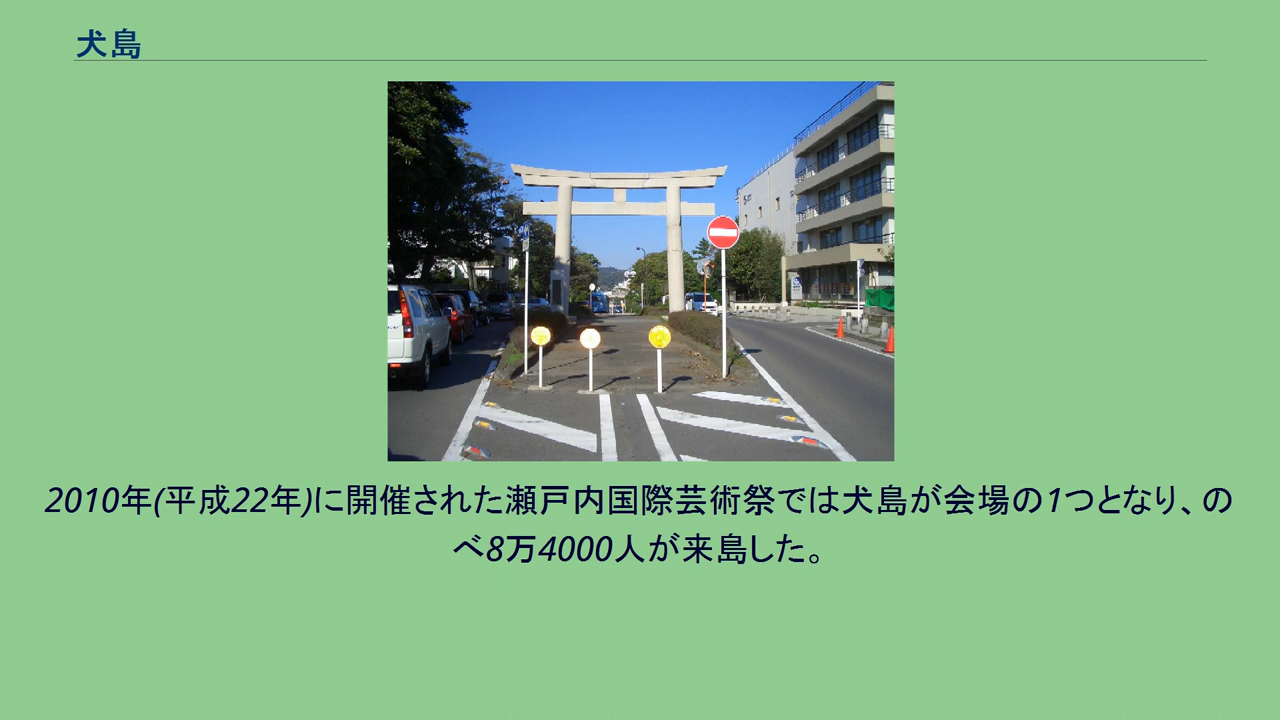 犬島
2010年(平成22年)に開催された瀬戸内国際芸術祭では犬島が会場の1つとなり、の
べ8万4000人が来島した。